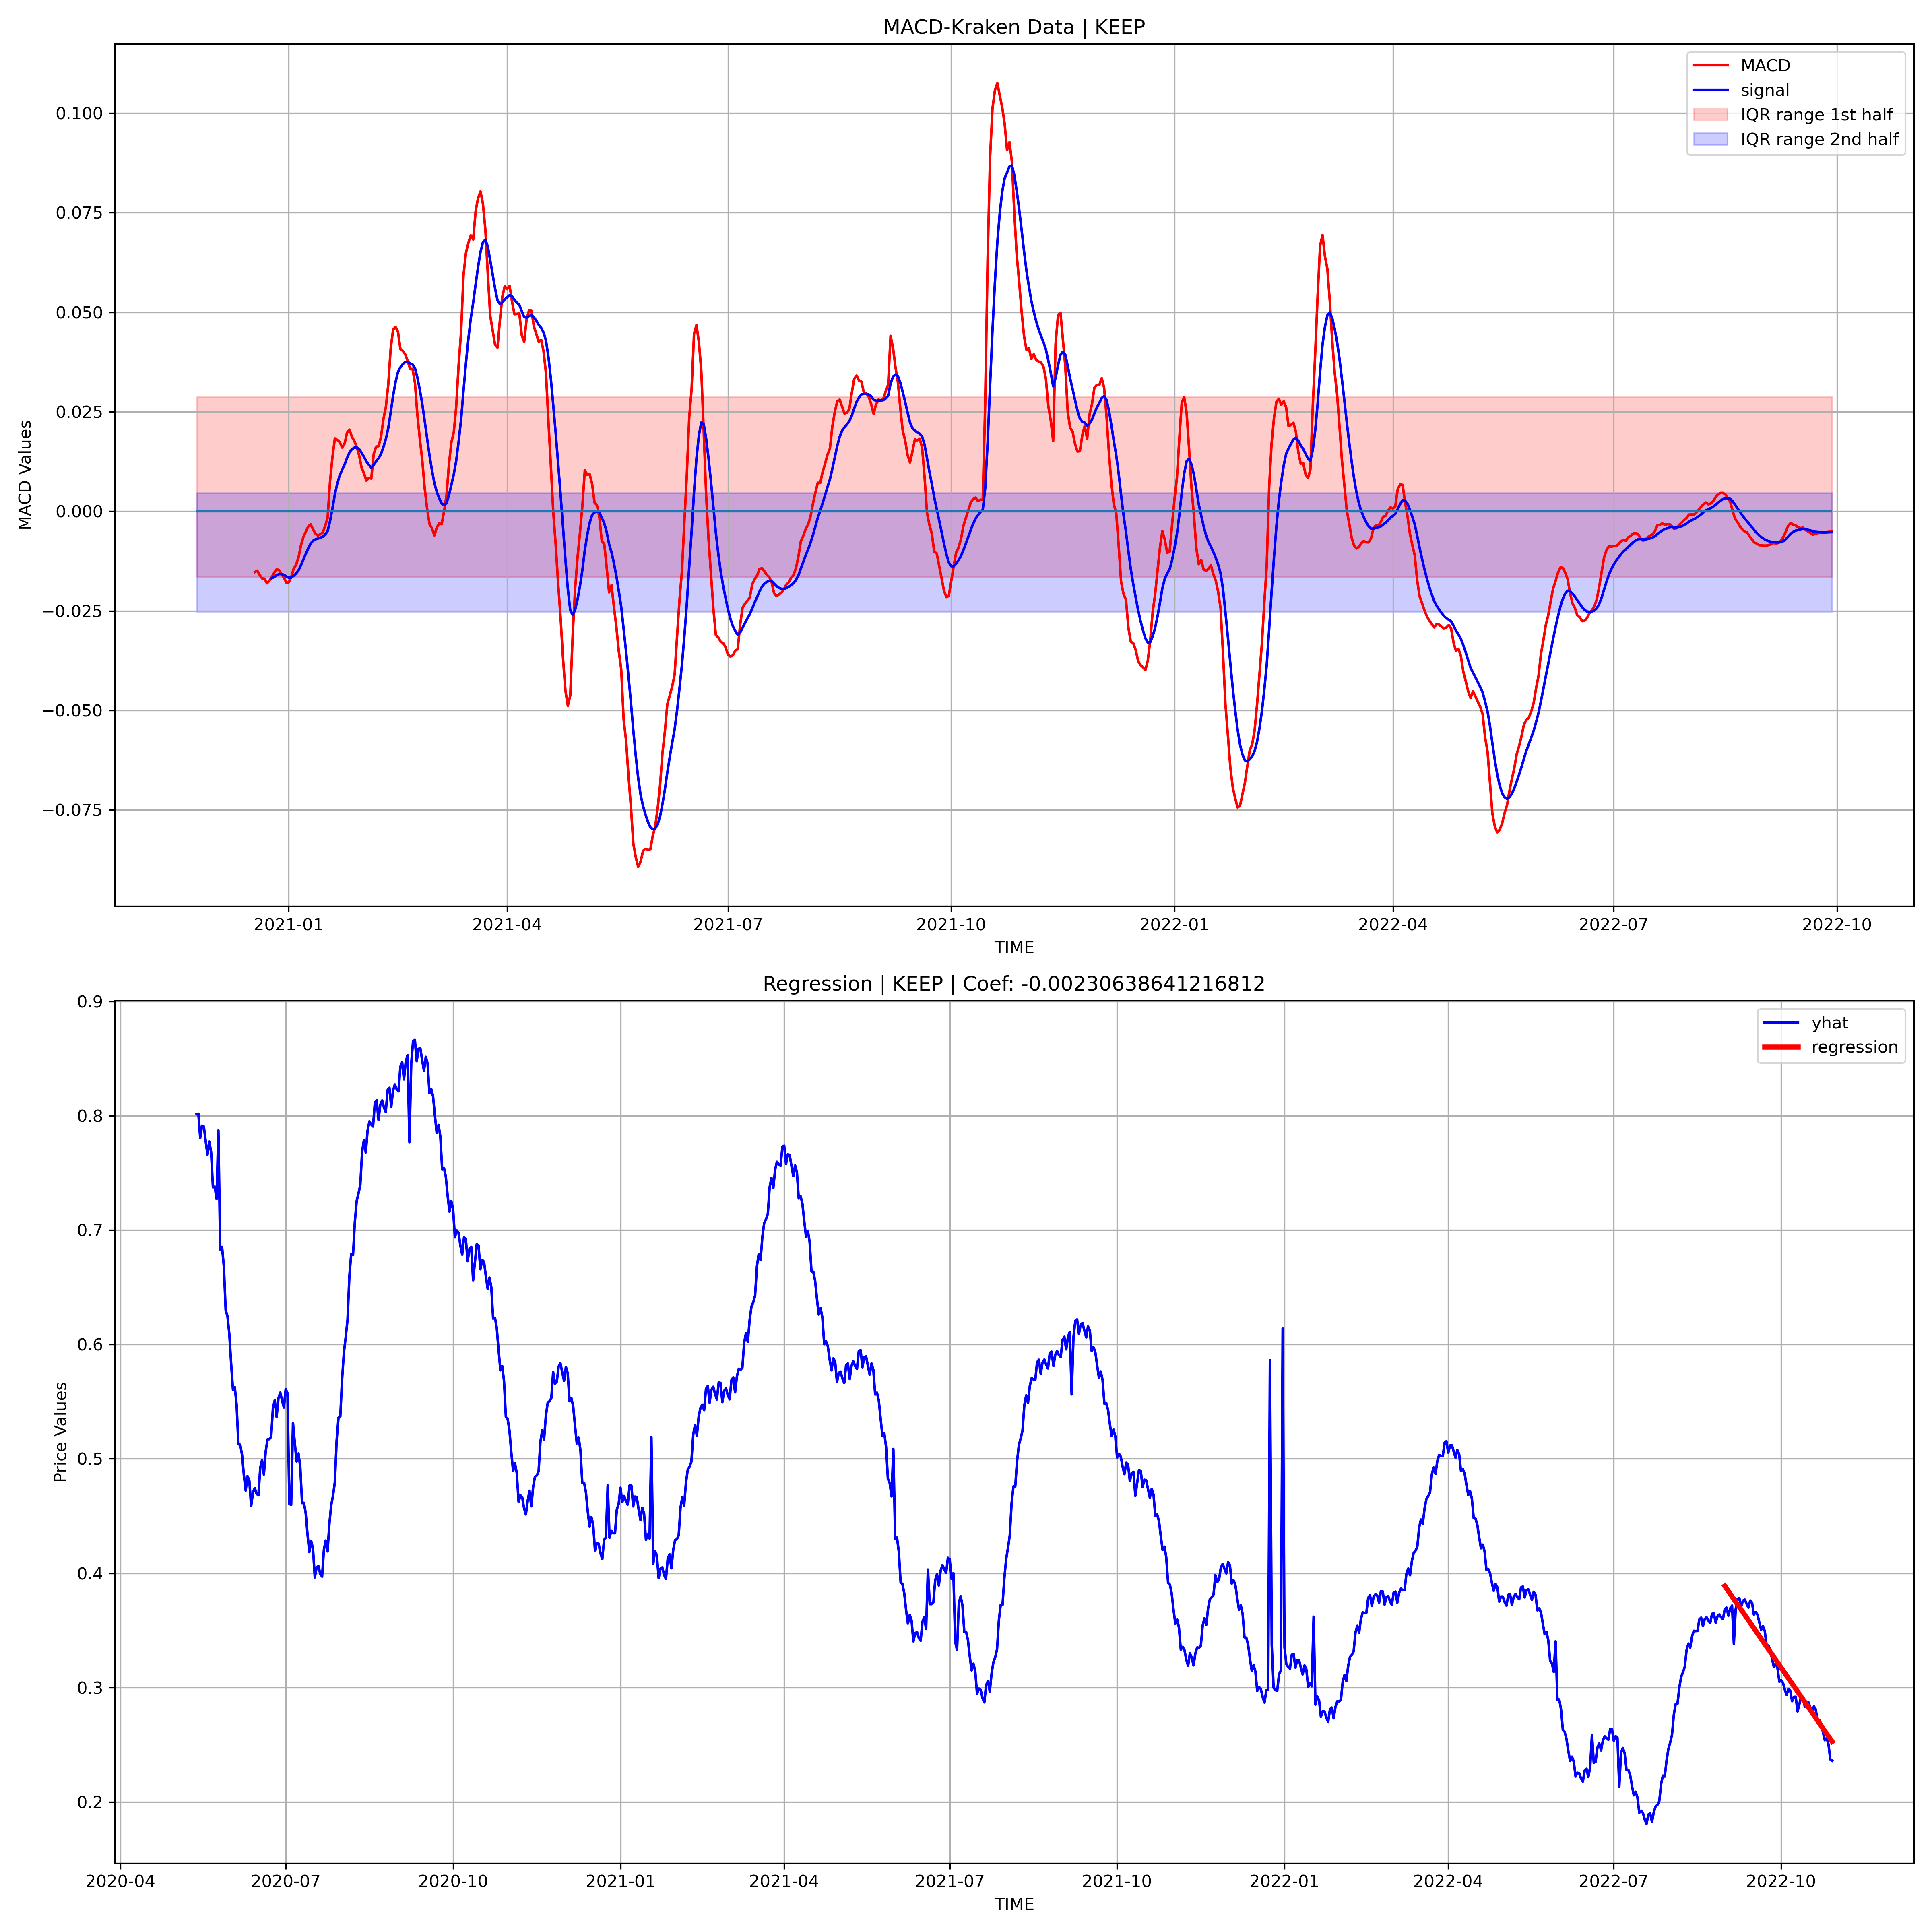 MACD-Kraken Data | KEEP
MACD
signal
IQR range 1st half
IQR range 2nd half
MACD Values
0.100
0.075
0.050
0.025
0.000
−0.025
−0.050
−0.075
2021-01
2021-04
2021-07
2021-10
2022-01
2022-04
2022-07
2022-10
TIME
Regression | KEEP | Coef: -0.00230638641216812
yhat
regression
Price Values
0.9
0.8
0.7
0.6
0.5
0.4
0.3
0.2
2020-04
2020-07
2020-10
2021-01
2021-04
2021-07
2021-10
2022-01
2022-04
2022-07
2022-10
TIME